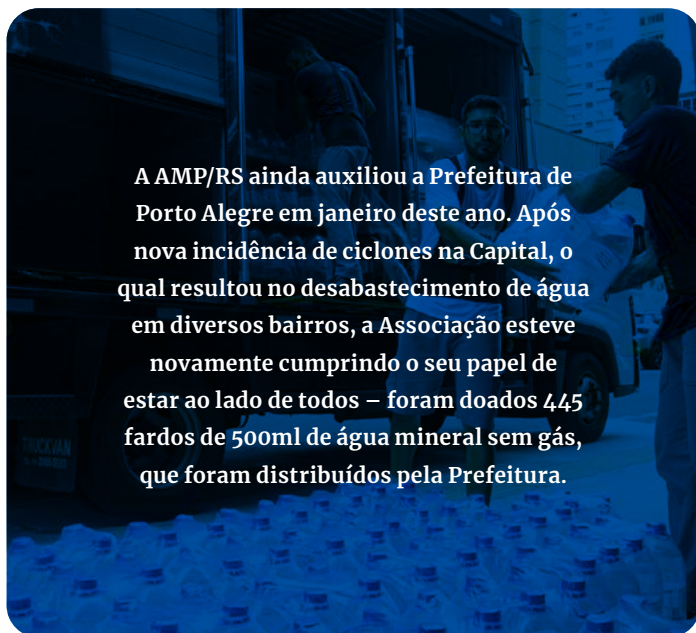 A AMP/RS ainda auxiliou a Prefeitura de
Porto Alegre em janeiro deste ano. Após
nova incidência de ciclones na Capital, o
qual resultou no desabastecimento de água
em diversos bairros, a Associação esteve
novamente cumprindo o seu papel de
estar ao lado de todos – foram doados 445
fardos de 500ml de água mineral sem gás,
que foram distribuídos pela Prefeitura.
TRUCKVAN